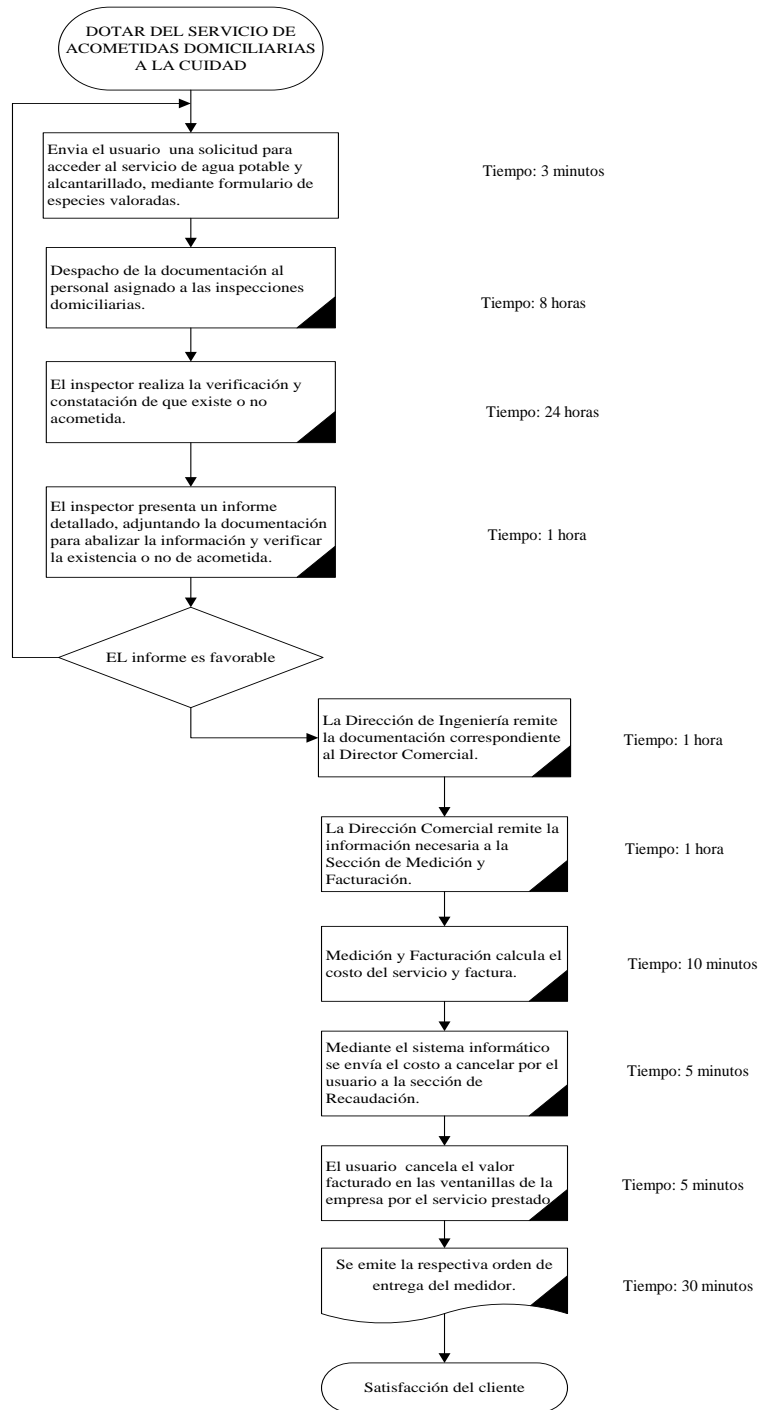 DOTAR DEL SERVICIO DE
ACOMETIDAS DOMICILIARIAS
A LA CUIDAD
Envia el usuario una solicitud para
acceder al servicio de agua potable y
alcantarillado, mediante formulario de
especies valoradas.
Tiempo: 3 minutos
Despacho de la documentación al
personal asignado a las inspecciones
domiciliarias.
Tiempo: 8 horas
El inspector realiza la verificación y
constatación de que existe o no
acometida.
Tiempo: 24 horas
El inspector presenta un informe
detallado, adjuntando la documentación
para abalizar la información y verificar
la existencia o no de acometida.
Tiempo: 1 hora
EL informe es favorable
La Dirección de Ingeniería remite
la documentación correspondiente
al Director Comercial.
Tiempo: 1 hora
La Dirección Comercial remite la
información necesaria a la
Sección de Medición y
Facturación.
Tiempo: 1 hora
Medición y Facturación calcula el
costo del servicio y factura.
Tiempo: 10 minutos
Mediante el sistema informático
se envía el costo a cancelar por el
usuario a la sección de
Recaudación.
Tiempo: 5 minutos
El usuario cancela el valor
facturado en las ventanillas de la
empresa por el servicio prestado.
Tiempo: 5 minutos
Se emite la respectiva orden de
entrega del medidor.
Tiempo: 30 minutos
Satisfacción del cliente